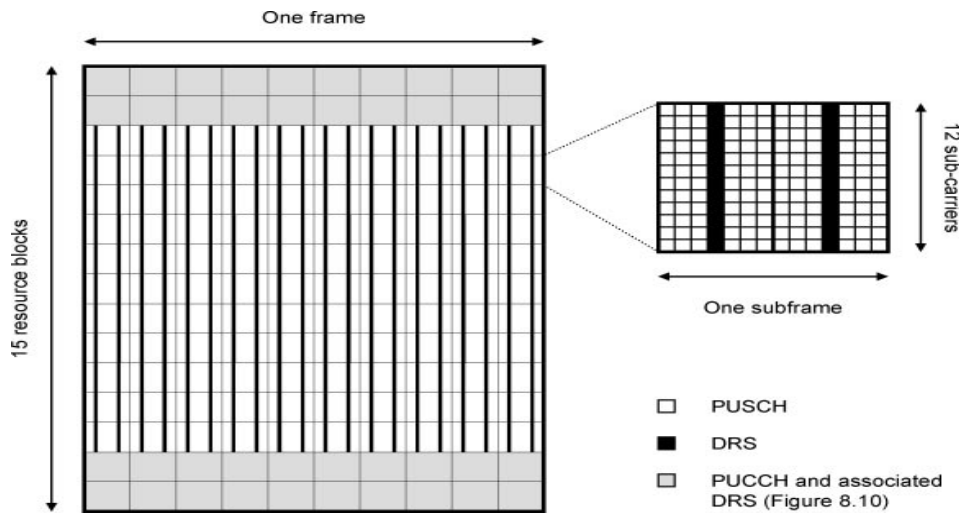 One frame
15 resource blocks
12 sub-carriers
One subframe
PUSCH
DRS
PUCCH and associated
DRS (Figure 8.10)